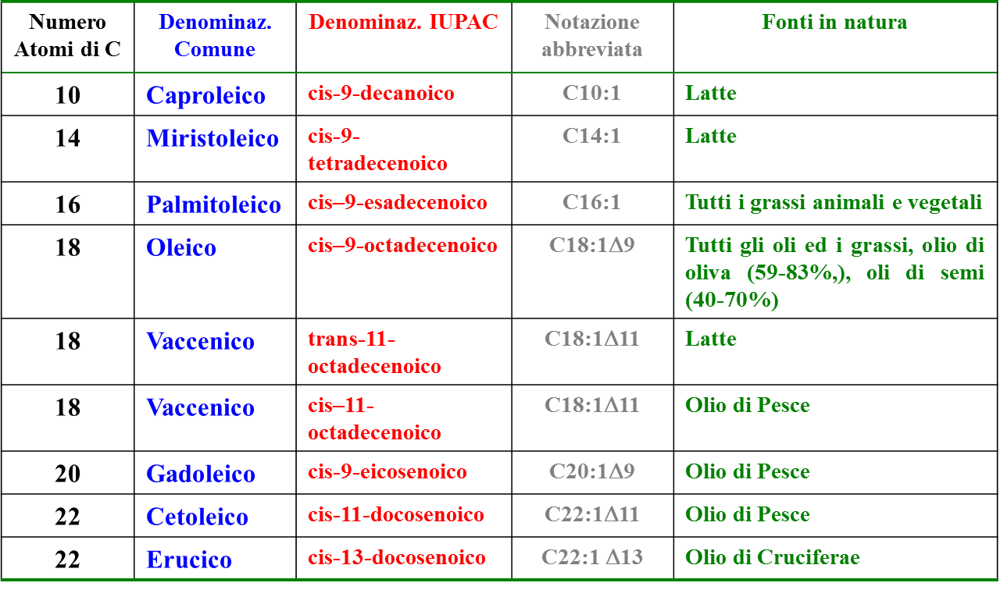 Numero Atomi di C
Denominaz. Comune
Denominaz. IUPAC
Notazione abbreviata
Fonti in natura
10
Caproleico
cis-9-decanoico
C10:1
Latte
14
Miristoleico
cis-9-
tetradecenoico
C14:1
Latte
16
Palmitoleico
cis–9-esadecenoico
C16:1
Tutti i grassi animali e vegetali
18
Oleico
cis–9-octadecenoico
C18:1Δ9
Tutti gli oli ed i grassi, olio di
oliva (59-83%,), oli di semi
(40-70%)
18
Vaccenico
trans-11-
octadecenoico
C18:1Δ11
Latte
18
Vaccenico
cis–11-
octadecenoico
C18:1Δ11
Olio di Pesce
20
Gadoleico
cis-9-eicosenoico
C20:1Δ9
Olio di Pesce
22
Cetoleico
cis-11-docosenoico
C22:1Δ11
Olio di Pesce
22
Erucico
cis-13-docosenoico
C22:1 Δ13
Olio di Cruciferae